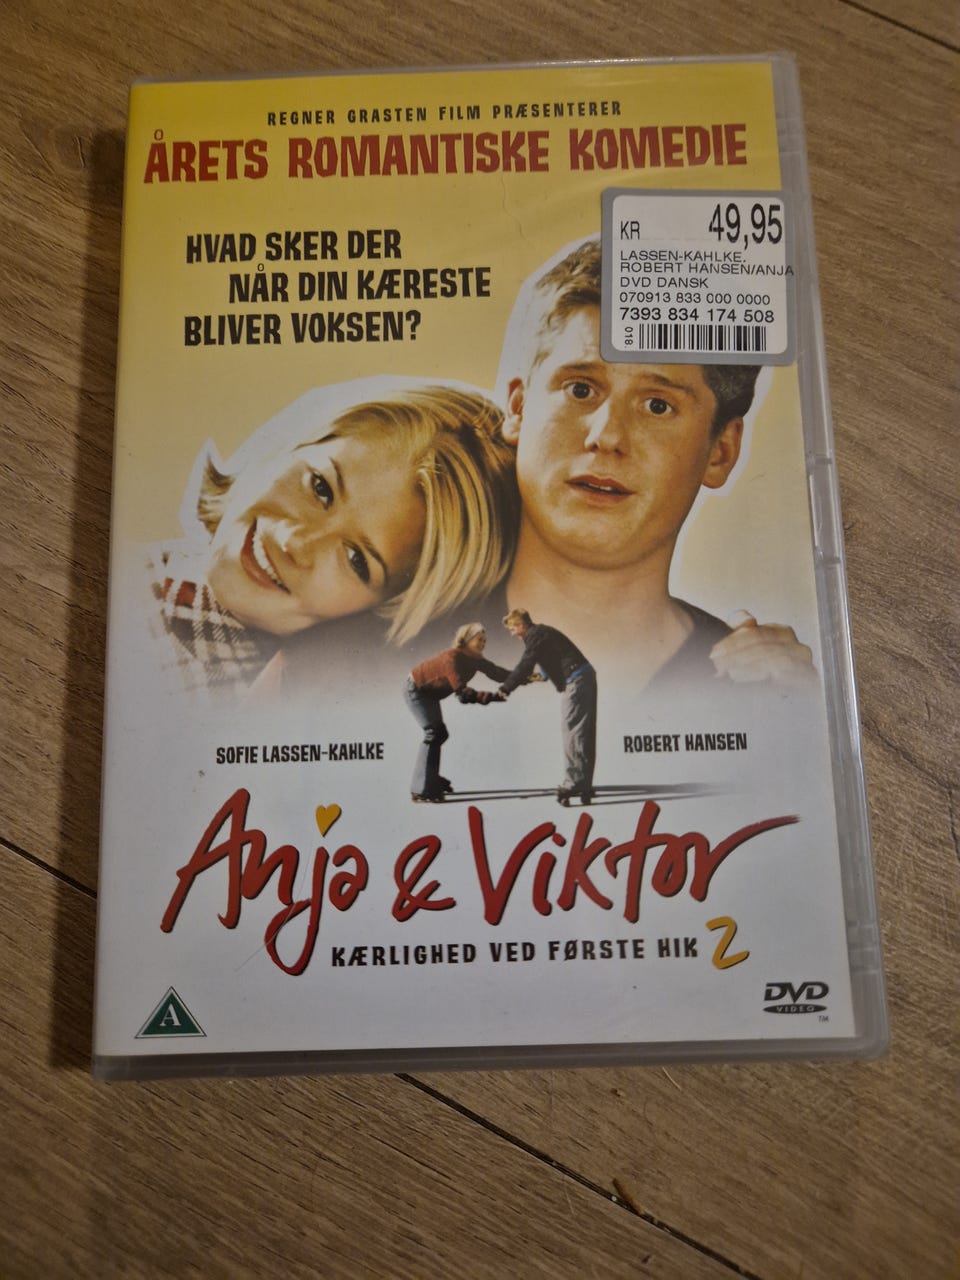 REGNER GRASTEN FILM PRÆSENTERER
ÅRETS ROMANTISKE KOMEDIE
HVAD SKER DER
NÅR DIN KÆRESTE
BLIVER VOKSEN?
KR 49,95
LASSEN-KAHLKE.
ROBERT HANSEN/ANJA
DVD DANSK
070913 833 000 0000
7393 834 174 508
018.
SOFIE LASSEN-KAHLKE
ROBERT HANSEN
Anja & Viktor
KÆRLIGHED VED FØRSTE HIK 2
A
DVD
VIDEO
TM